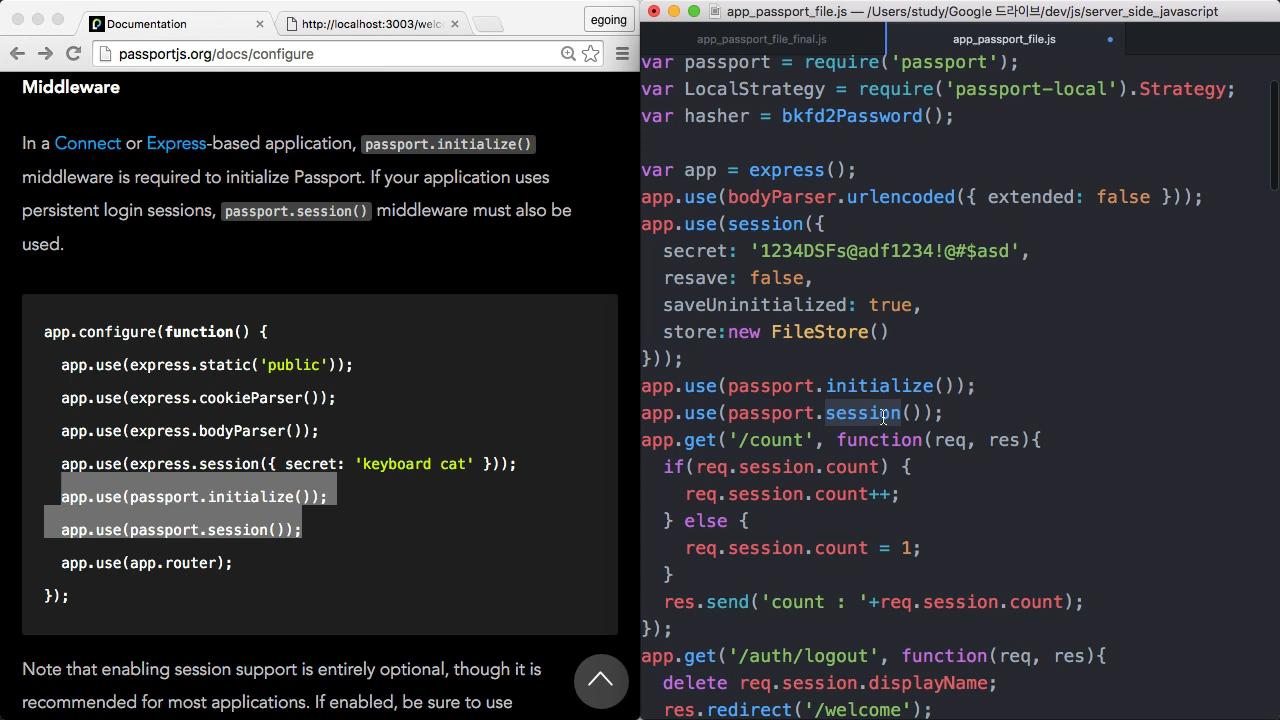 Documentation
http://localhost:3003/welc
egoing
passportjs.org/docs/configure
Middleware
In a Connect or Express-based application, passport.initialize()
middleware is required to initialize Passport. If your application uses
persistent login sessions, passport.session() middleware must also be
used.
app.configure(function() {
  app.use(express.static('public'));
  app.use(express.cookieParser());
  app.use(express.bodyParser());
  app.use(express.session({ secret: 'keyboard cat' }));
  app.use(passport.initialize());
  app.use(passport.session());
  app.use(app.router);
});
Note that enabling session support is entirely optional, though it is
recommended for most applications. If enabled, be sure to use
app_passport_file.js — /Users/study/Google 드라이브/dev/js/server_side_javascript
app_passport_file_final.js
app_passport_file.js
var passport = require('passport');
var LocalStrategy = require('passport-local').Strategy;
var hasher = bkfd2Password();
var app = express();
app.use(bodyParser.urlencoded({ extended: false }));
app.use(session({
  secret: '1234DSFs@adf1234!@#$asd',
  resave: false,
  saveUninitialized: true,
  store:new FileStore()
}));
app.use(passport.initialize());
app.use(passport.session());
app.get('/count', function(req, res){
  if(req.session.count) {
    req.session.count++;
  } else {
    req.session.count = 1;
  }
  res.send('count : '+req.session.count);
});
app.get('/auth/logout', function(req, res){
  delete req.session.displayName;
  res.redirect('/welcome');